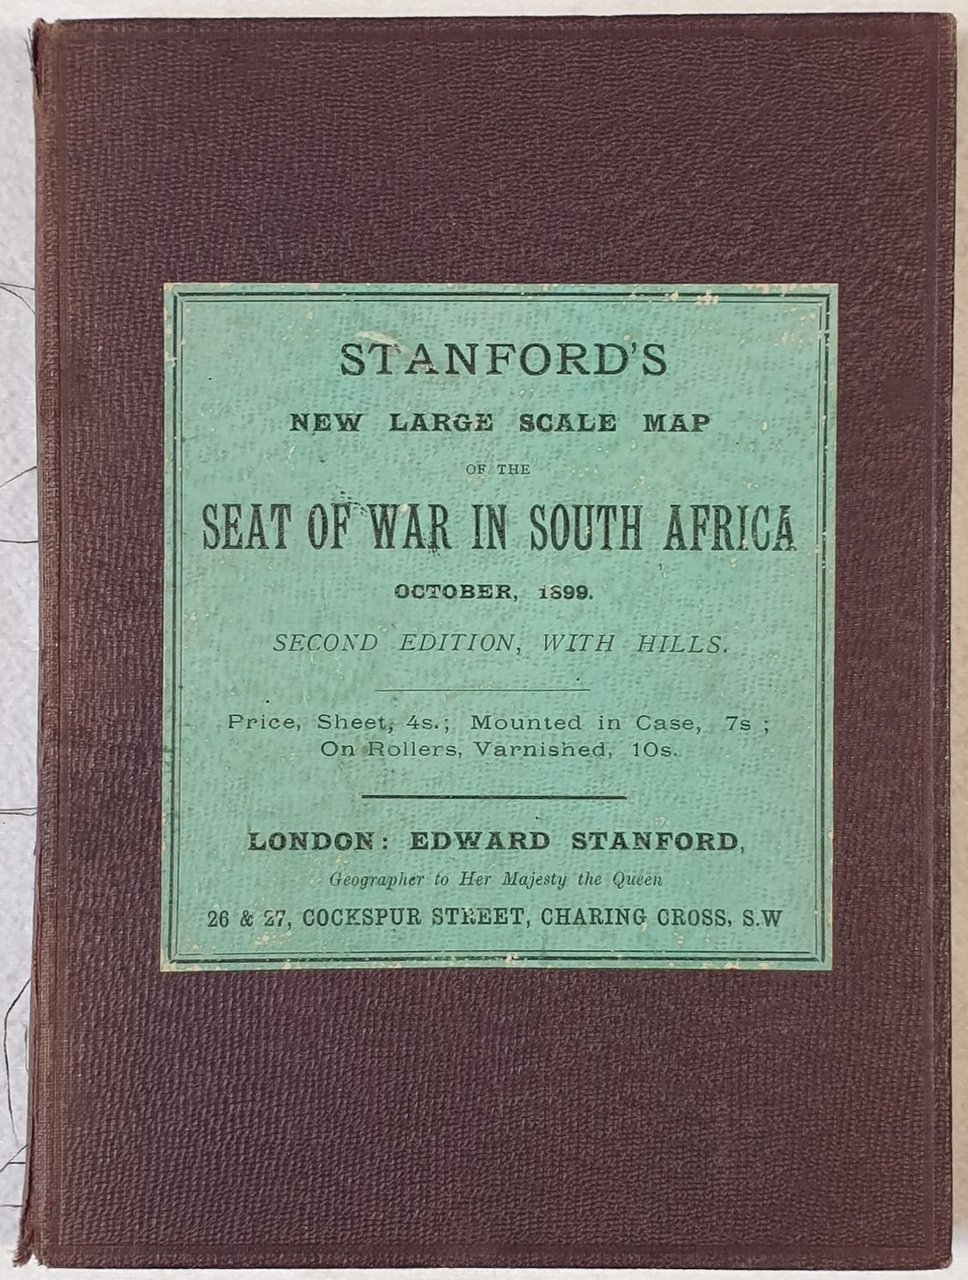 STANFORD'S
NEW LARGE SCALE MAP
OF THE
SEAT OF WAR IN SOUTH AFRICA
OCTOBER, 1899.
SECOND EDITION, WITH HILLS.
Price, Sheet, 4s.; Mounted in Case, 7s ;
On Rollers, Varnished, 10s.
LONDON: EDWARD STANFORD,
Geographer to Her Majesty the Queen
26 & 27, COCKSPUR STREET, CHARING CROSS, S.W